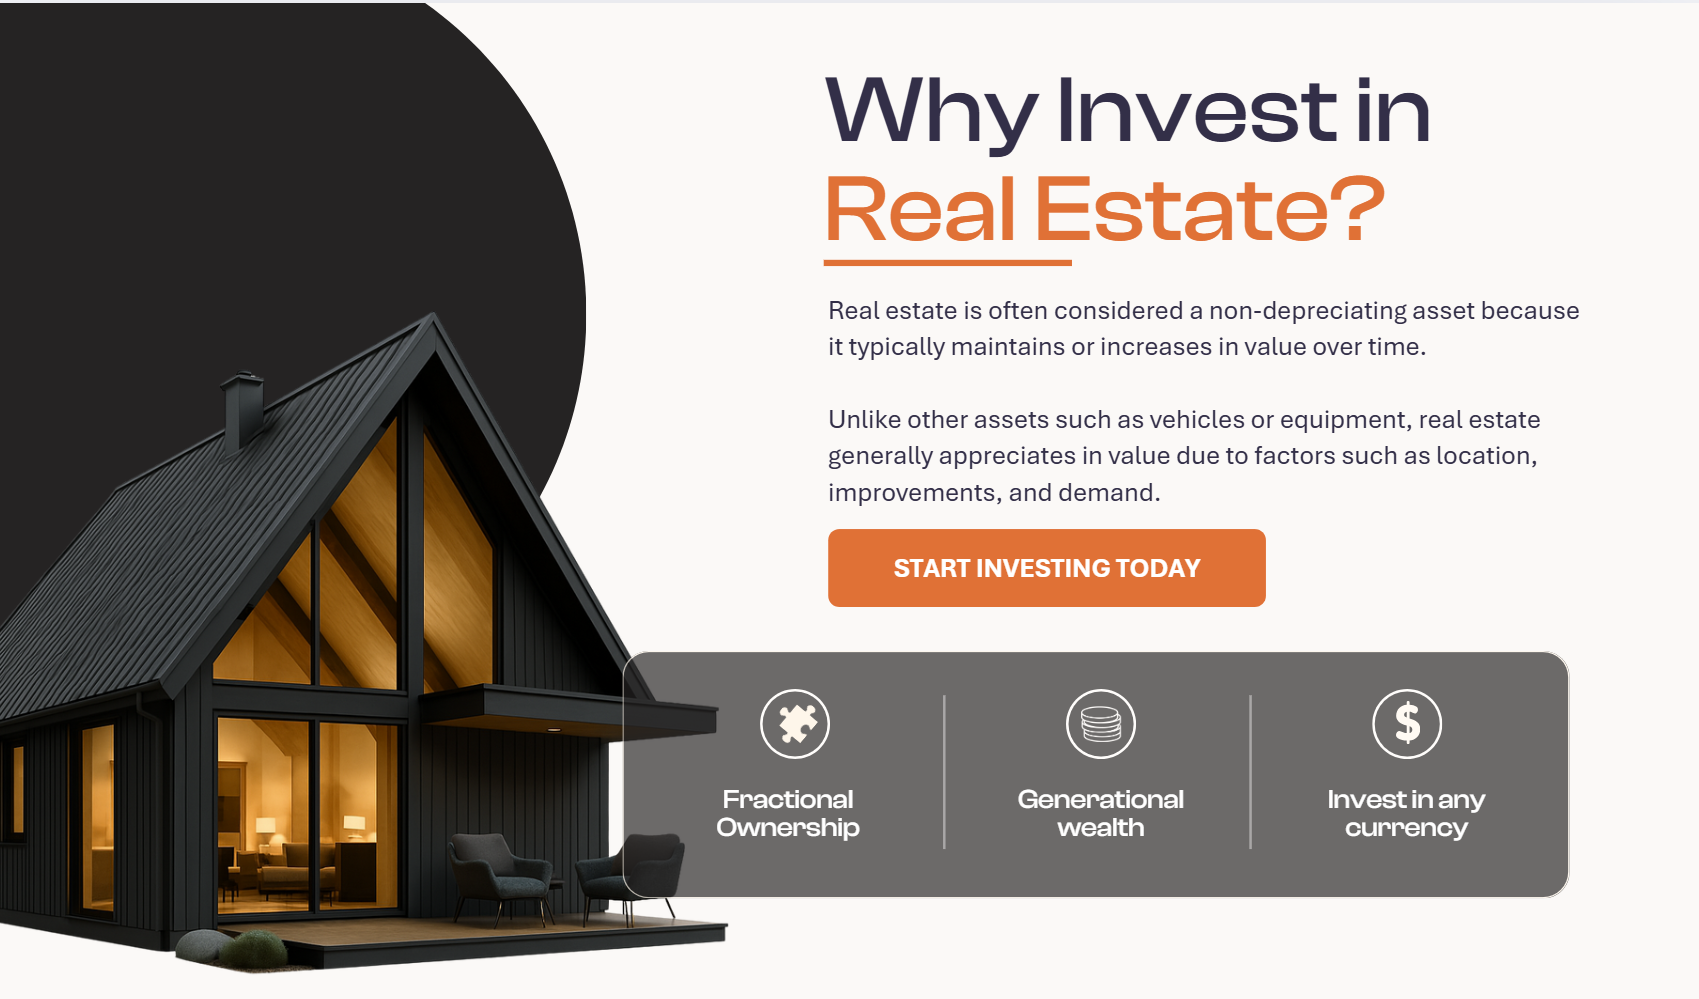 Why Invest in
Real Estate?
Real estate is often considered a non-depreciating asset because
it typically maintains or increases in value over time.
Unlike other assets such as vehicles or equipment, real estate
generally appreciates in value due to factors such as location,
improvements, and demand.
START INVESTING TODAY
Fractional
Ownership
Generational
wealth
$
Invest in any
currency